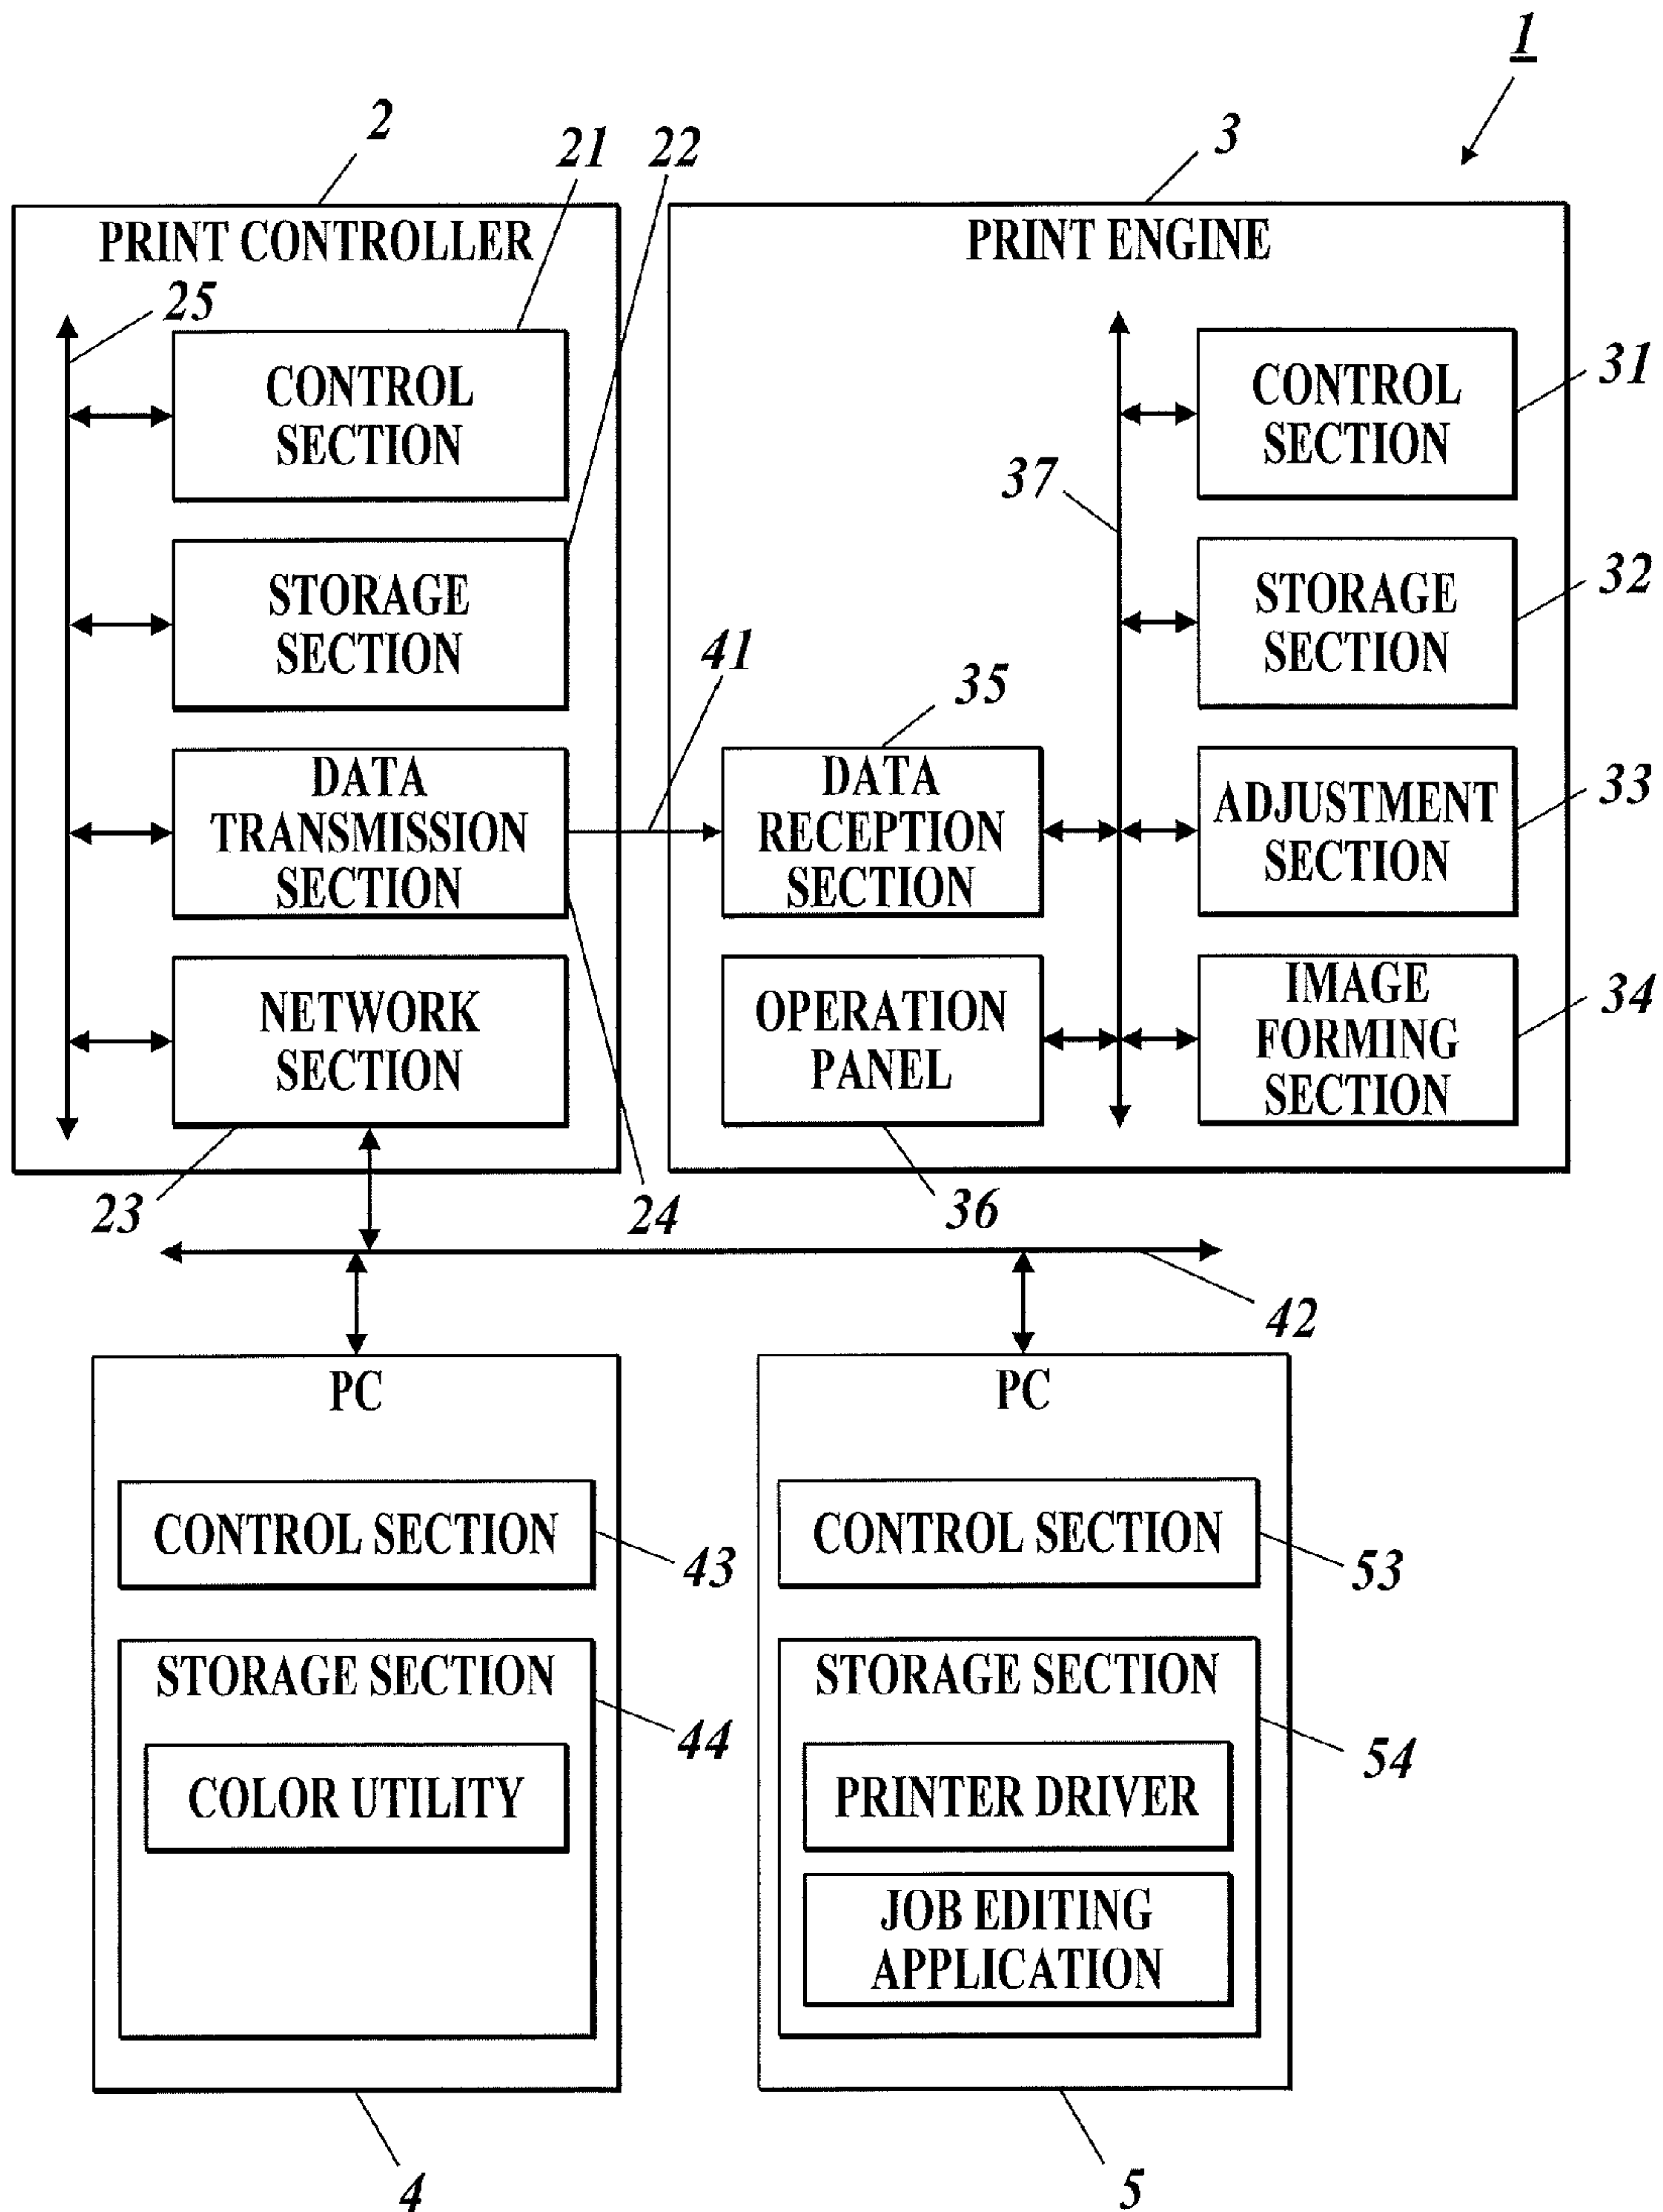 1
2
21
22
3
PRINT CONTROLLER
25
CONTROL
SECTION
STORAGE
SECTION
41
DATA
TRANSMISSION
SECTION
NETWORK
SECTION
23
24
PRINT ENGINE
37
CONTROL
SECTION
31
STORAGE
SECTION
32
35
DATA
RECEPTION
SECTION
ADJUSTMENT
SECTION
33
OPERATION
PANEL
36
IMAGE
FORMING
SECTION
34
42
PC
CONTROL SECTION
43
STORAGE SECTION
44
COLOR UTILITY
4
PC
CONTROL SECTION
53
STORAGE SECTION
54
PRINTER DRIVER
JOB EDITING
APPLICATION
5